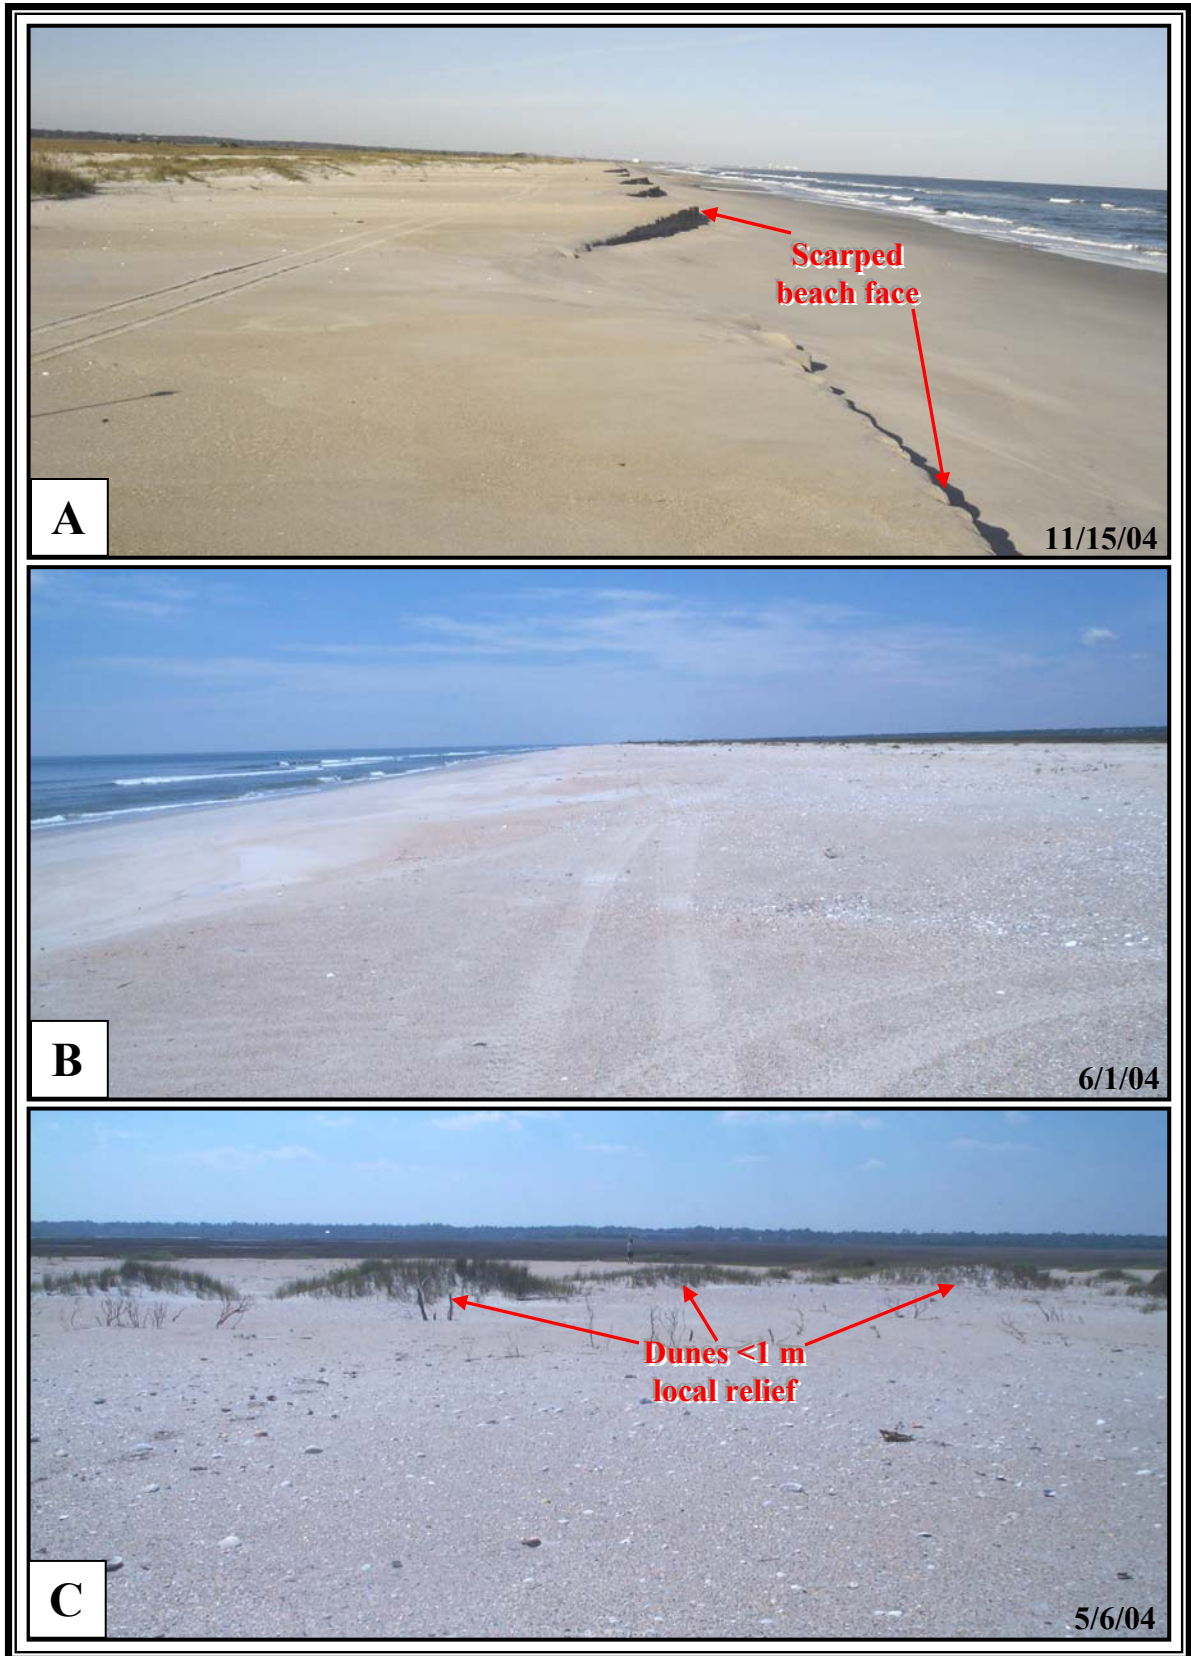 Scarped
beach face
A
11/15/04
B
6/1/04
Dunes <1 m
local relief
C
5/6/04